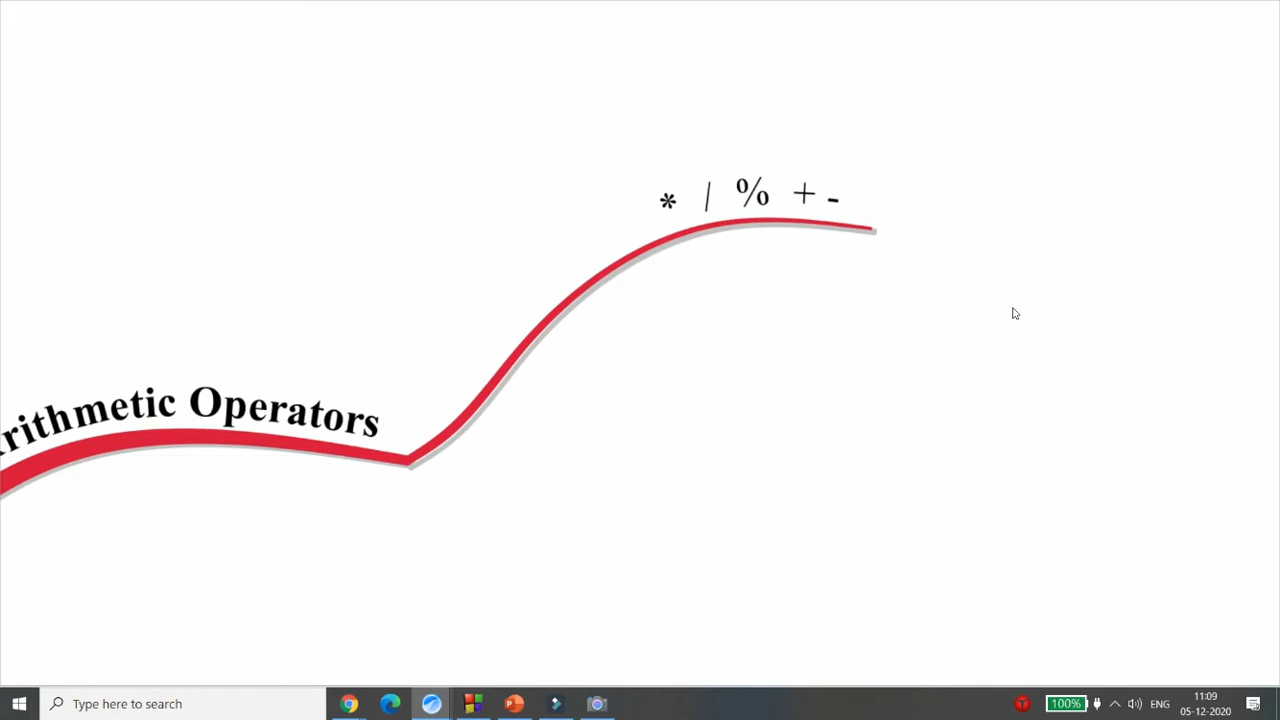 * / % + -
rithmetic Operators
Type here to search
100%
ENG
11:09
05-12-2020